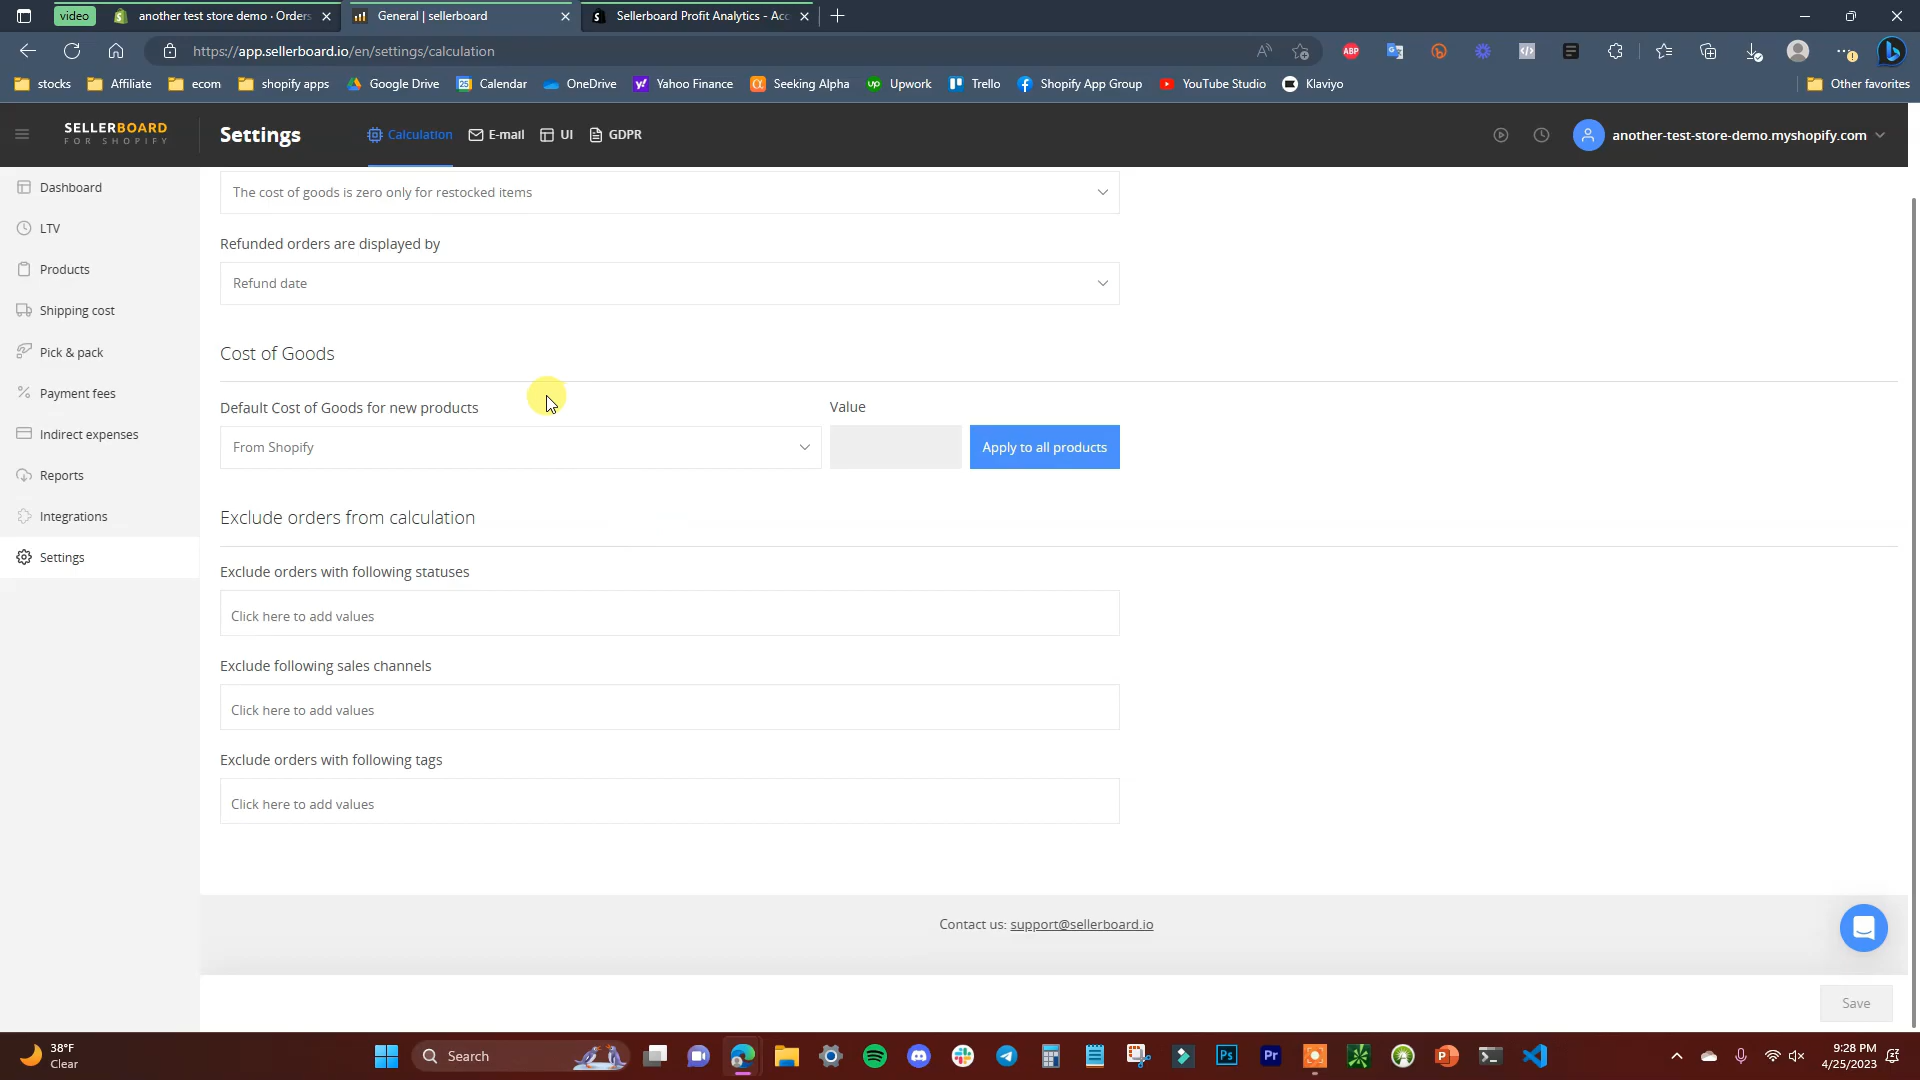 video
another test store demo · Orders
General | sellerboard
Sellerboard Profit Analytics - Acc
https://app.sellerboard.io/en/settings/calculation
stocks
Affiliate
ecom
shopify apps
Google Drive
Calendar
OneDrive
Yahoo Finance
Seeking Alpha
Upwork
Trello
Shopify App Group
YouTube Studio
Klaviyo
Other favorites
SELLERBOARD
FOR SHOPIFY
Settings
Calculation
E-mail
UI
GDPR
another-test-store-demo.myshopify.com
Dashboard
LTV
Products
Shipping cost
Pick & pack
Payment fees
Indirect expenses
Reports
Integrations
Settings
The cost of goods is zero only for restocked items
Refunded orders are displayed by
Refund date
Cost of Goods
Default Cost of Goods for new products
Value
From Shopify
Apply to all products
Exclude orders from calculation
Exclude orders with following statuses
Click here to add values
Exclude following sales channels
Click here to add values
Exclude orders with following tags
Click here to add values
Contact us: support@sellerboard.io
Save
38°F
Clear
Search
9:28 PM
4/25/2023